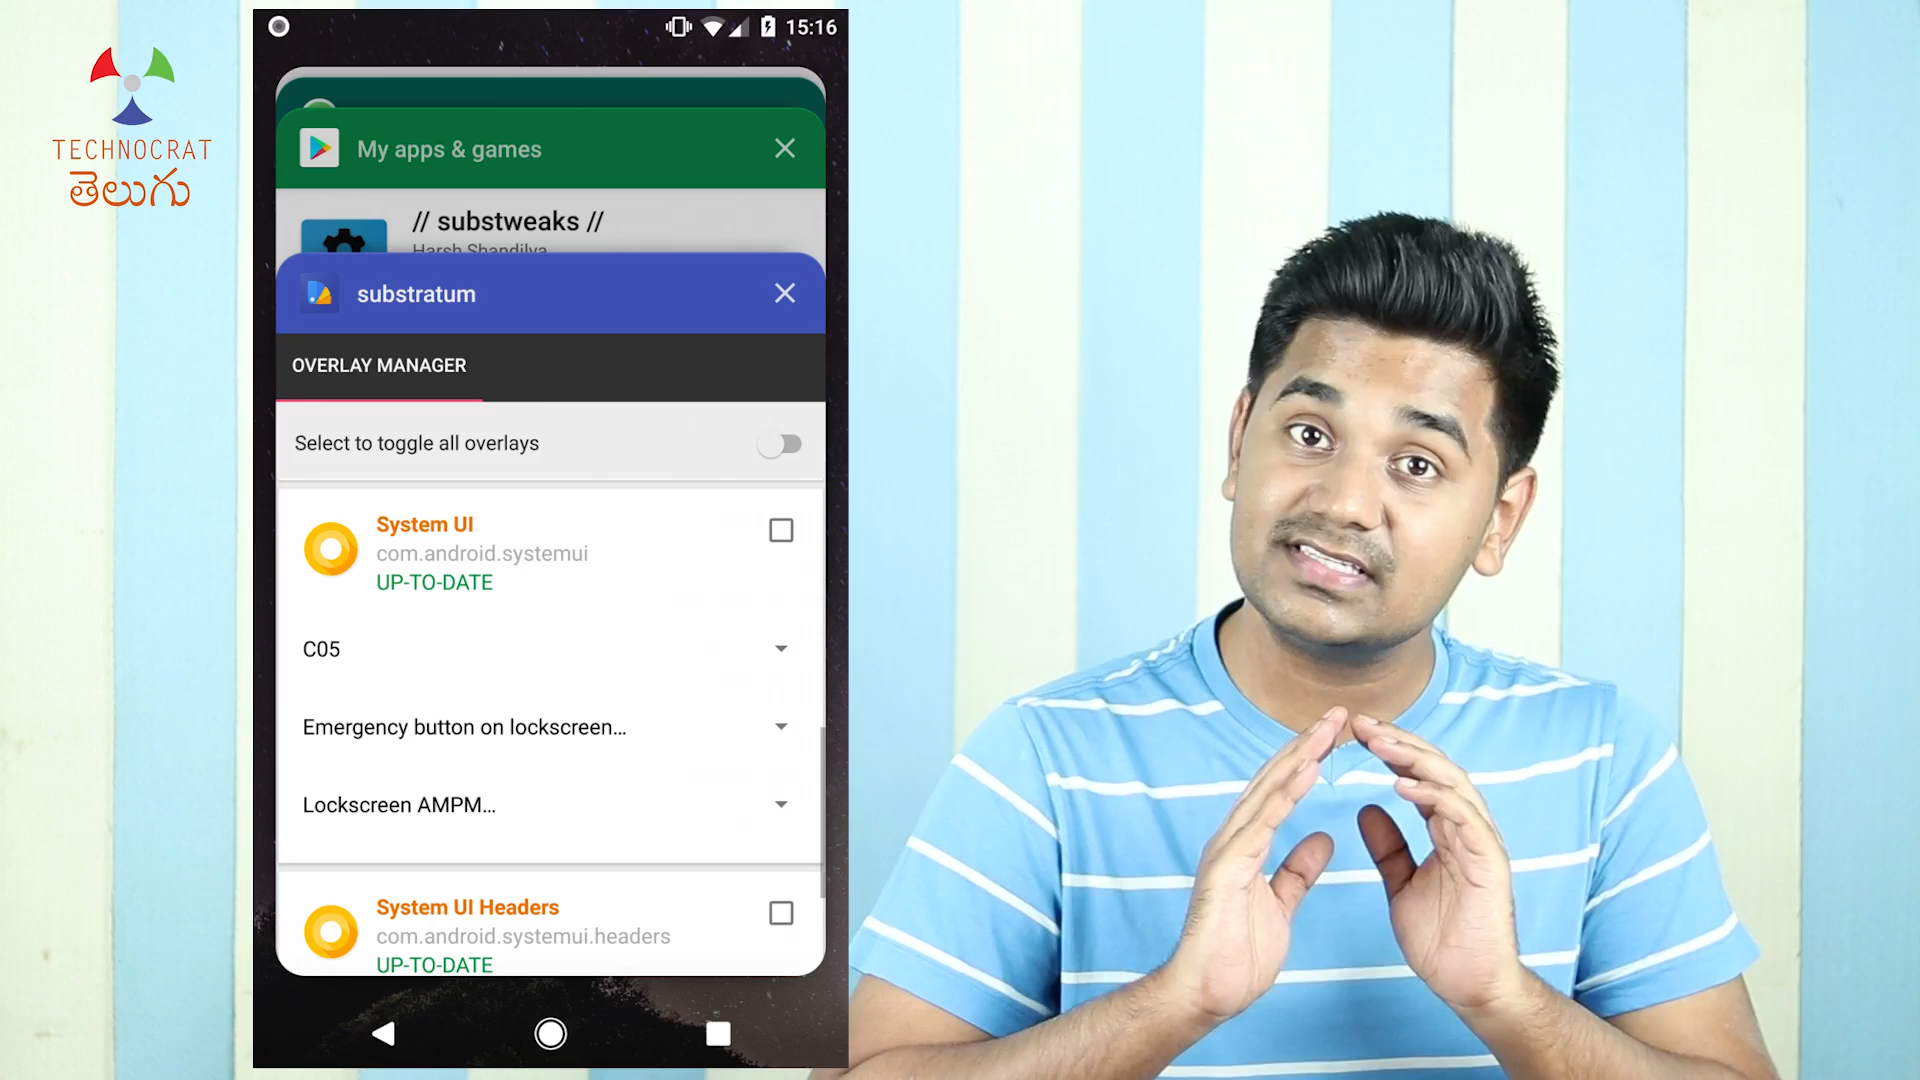 TECHNOCRAT
తెలుగు
15:16
My apps & games
// substweaks //
Harsh Shandilya
substratum
OVERLAY MANAGER
Select to toggle all overlays
System UI
com.android.systemui
UP-TO-DATE
C05
Emergency button on lockscreen...
Lockscreen AMPM...
System UI Headers
com.android.systemui.headers
UP-TO-DATE